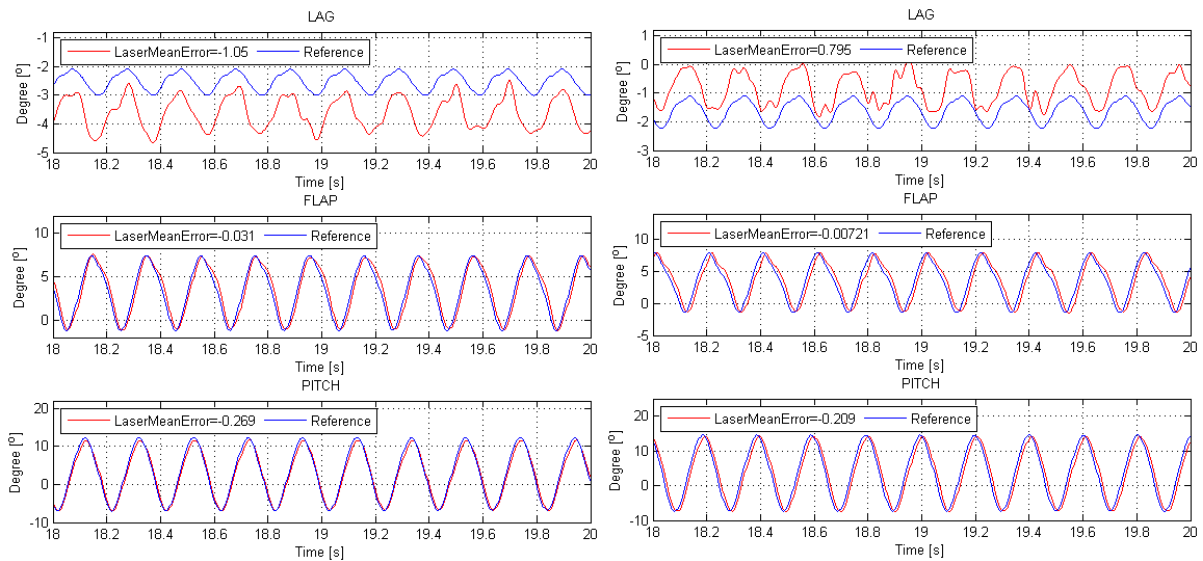 LAG
LaserMeanError=-1.05 Reference
Degree [º]
-1
-2
-3
-4
-5
18 18.2 18.4 18.6 18.8 19 19.2 19.4 19.6 19.8 20
Time [s]
FLAP
LaserMeanError=-0.031 Reference
Degree [º]
10
5
0
18 18.2 18.4 18.6 18.8 19 19.2 19.4 19.6 19.8 20
Time [s]
PITCH
LaserMeanError=-0.269 Reference
Degree [º]
20
10
0
-10
18 18.2 18.4 18.6 18.8 19 19.2 19.4 19.6 19.8 20
Time [s]
LAG
LaserMeanError=0.795 Reference
Degree [º]
1
0
-1
-2
-3
18 18.2 18.4 18.6 18.8 19 19.2 19.4 19.6 19.8 20
Time [s]
FLAP
LaserMeanError=-0.00721 Reference
Degree [º]
10
5
0
-5
18 18.2 18.4 18.6 18.8 19 19.2 19.4 19.6 19.8 20
Time [s]
PITCH
LaserMeanError=-0.209 Reference
Degree [º]
20
10
0
-10
18 18.2 18.4 18.6 18.8 19 19.2 19.4 19.6 19.8 20
Time [s]